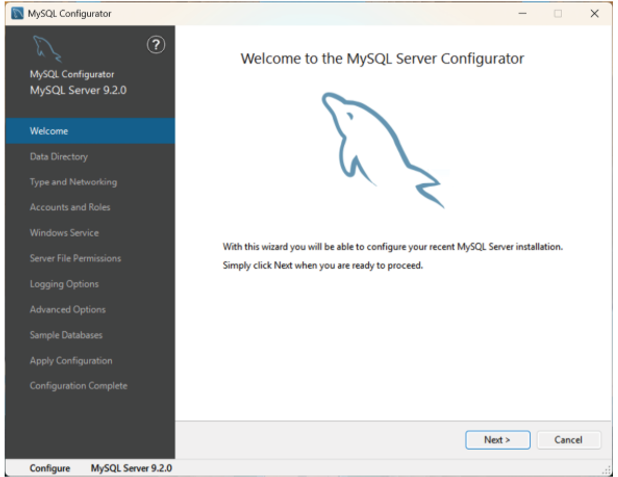 MySQL Configurator
?
MySQL Configurator
MySQL Server 9.2.0
Welcome
Data Directory
Type and Networking
Accounts and Roles
Windows Service
Server File Permissions
Logging Options
Advanced Options
Sample Databases
Apply Configuration
Configuration Complete
Welcome to the MySQL Server Configurator
With this wizard you will be able to configure your recent MySQL Server installation.
Simply click Next when you are ready to proceed.
Next > Cancel
Configure MySQL Server 9.2.0